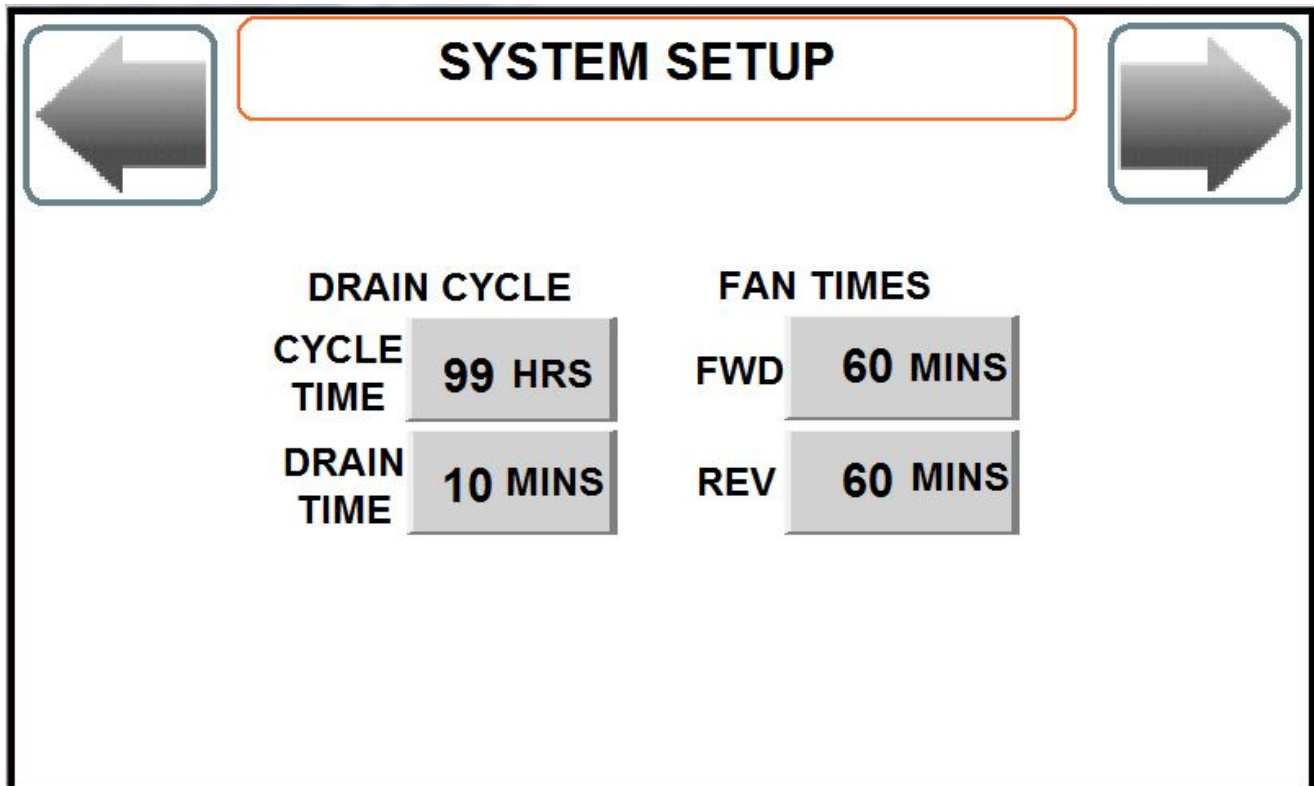 SYSTEM SETUP
DRAIN CYCLE
CYCLE
TIME
99 HRS
DRAIN
TIME
10 MINS
FAN TIMES
FWD
60 MINS
REV
60 MINS